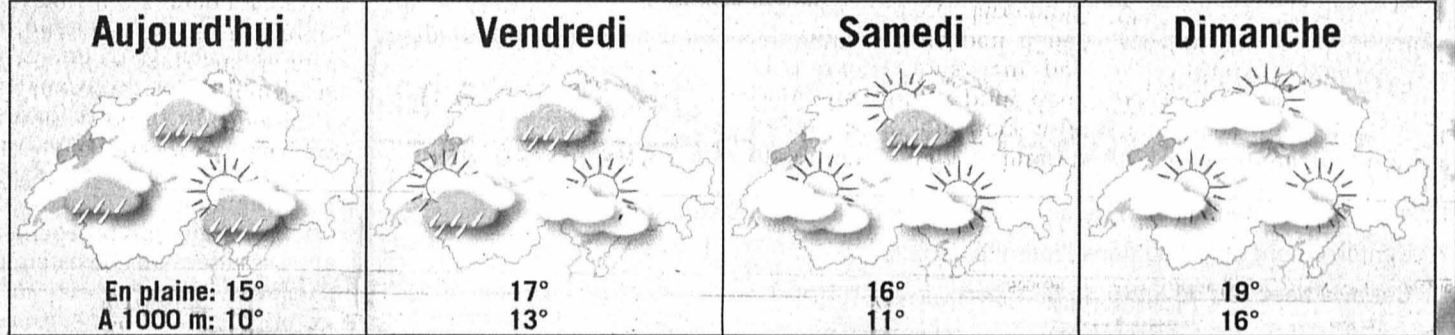 Aujourd'hui
En plaine: 15°
A 1000 m: 10°
Vendredi
17°
13°
Samedi
16°
11°
Dimanche
19°
16°